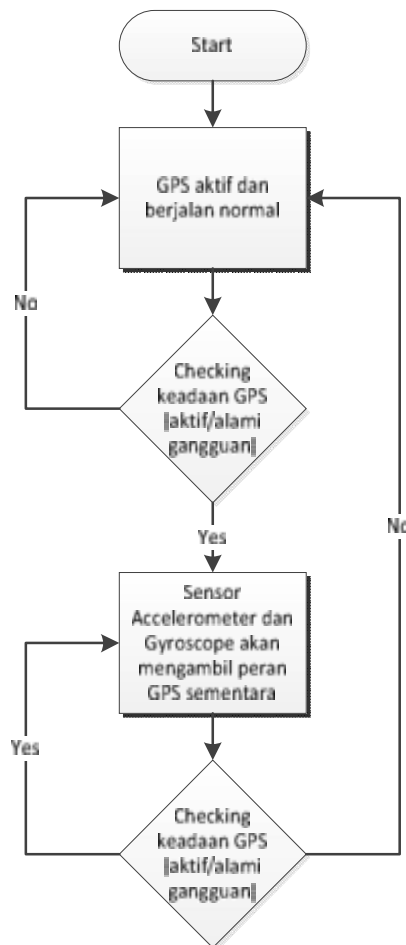 Start
GPS aktif dan
berjalan normal
No
Checking
keadaan GPS
|aktif/alami
gangguan|
No
Yes
Sensor
Accelerometer dan
Gyroscope akan
mengambil peran
GPS sementara
Yes
Checking
keadaan GPS
|aktif/alami
gangguan|